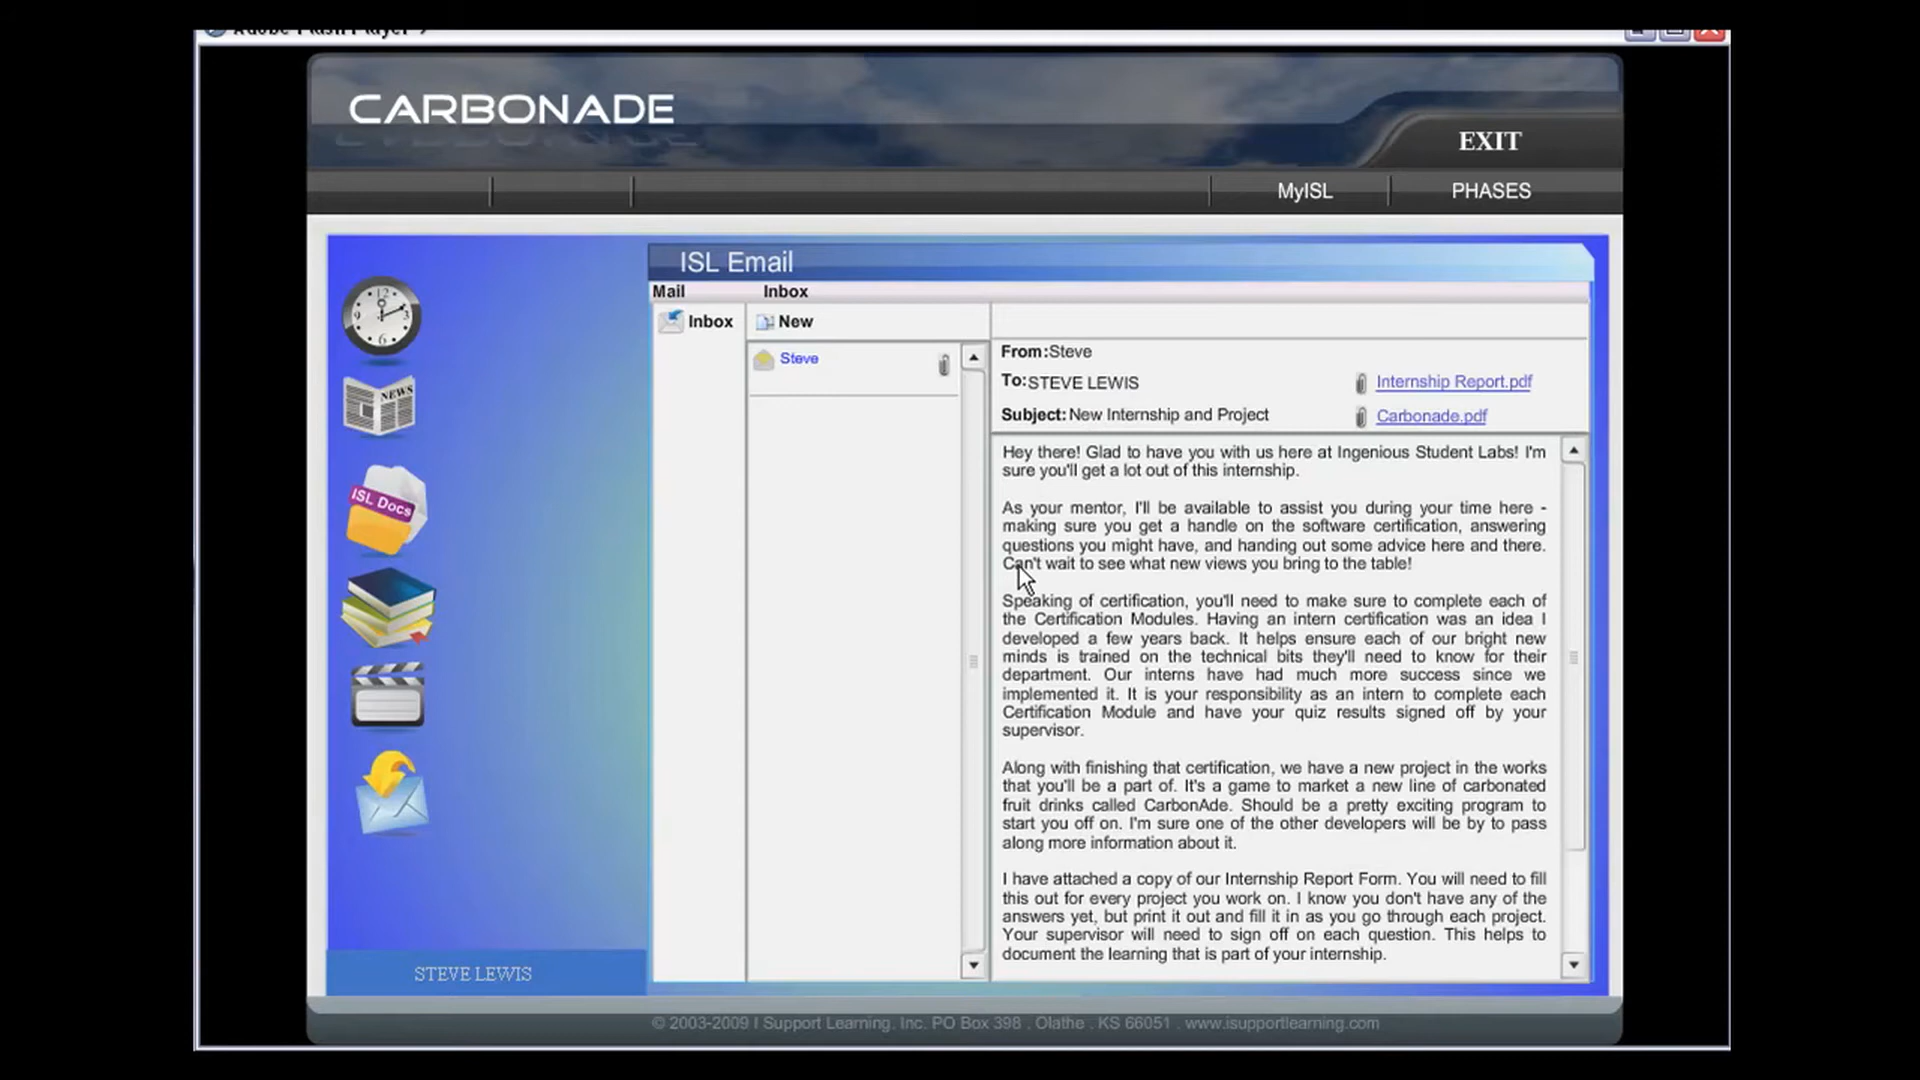 Adobe Flash Player 7
CARBONADE
EXIT
MyISL
PHASES
ISL Email
Mail
Inbox
Inbox
New
Steve
From:Steve
To:STEVE LEWIS
Subject:New Internship and Project
Internship Report.pdf
Carbonade.pdf
Hey there! Glad to have you with us here at Ingenious Student Labs! I'm
sure you'll get a lot out of this internship.
As your mentor, I'll be available to assist you during your time here -
making sure you get a handle on the software certification, answering
questions you might have, and handing out some advice here and there.
Can't wait to see what new views you bring to the table!
Speaking of certification, you'll need to make sure to complete each of
the Certification Modules. Having an intern certification was an idea I
developed a few years back. It helps ensure each of our bright new
minds is trained on the technical bits they'll need to know for their
department. Our interns have had much more success since we
implemented it. It is your responsibility as an intern to complete each
Certification Module and have your quiz results signed off by your
supervisor.
Along with finishing that certification, we have a new project in the works
that you'll be a part of. It's a game to market a new line of carbonated
fruit drinks called CarbonAde. Should be a pretty exciting program to
start you off on. I'm sure one of the other developers will be by to pass
along more information about it.
I have attached a copy of our Internship Report Form. You will need to fill
this out for every project you work on. I know you don't have any of the
answers yet, but print it out and fill it in as you go through each project.
Your supervisor will need to sign off on each question. This helps to
document the learning that is part of your internship.
12
3
6
9
NEWS
ISL Docs
STEVE LEWIS
© 2003-2009 I Support Learning. Inc. PO Box 398 . Olathe . KS 66051 . www.isupportlearning.com